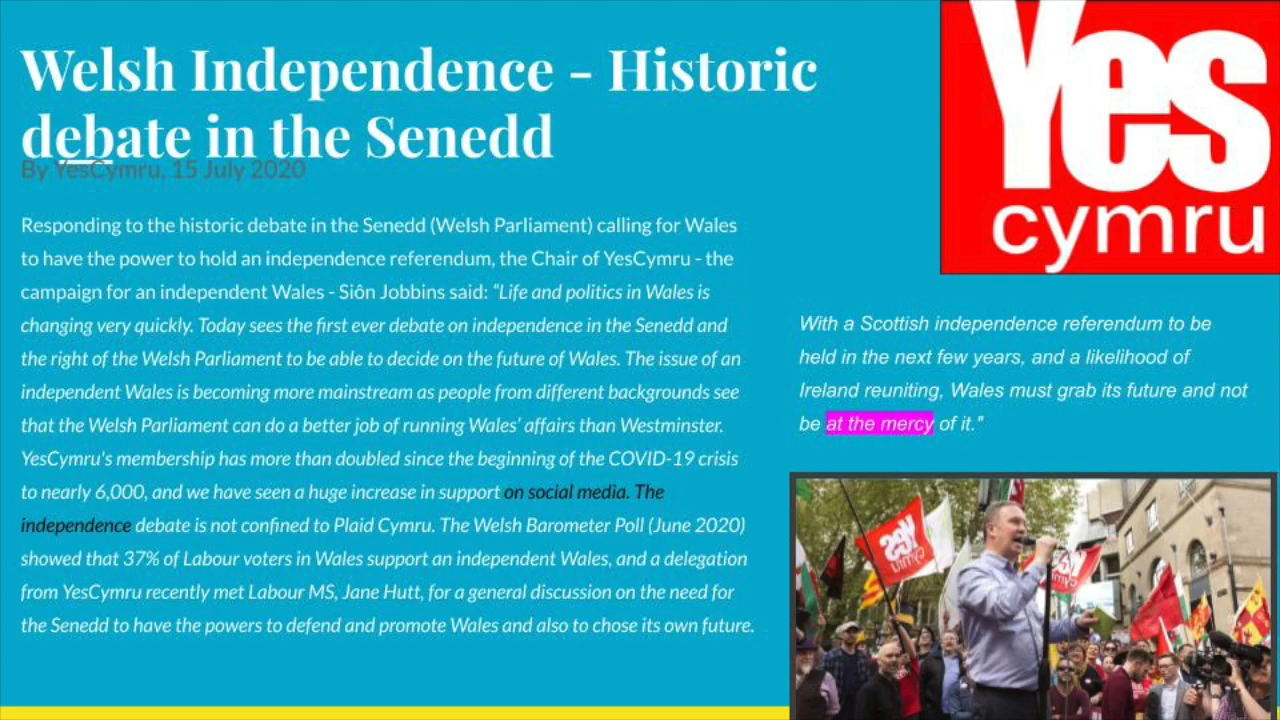 Welsh Independence - Historic
debate in the Senedd
By YesCymru, 15 July 2020
Responding to the historic debate in the Senedd (Welsh Parliament) calling for Wales
to have the power to hold an independence referendum, the Chair of YesCymru - the
campaign for an independent Wales - Siôn Jobbins said: “Life and politics in Wales is
changing very quickly. Today sees the first ever debate on independence in the Senedd and
the right of the Welsh Parliament to be able to decide on the future of Wales. The issue of an
independent Wales is becoming more mainstream as people from different backgrounds see
that the Welsh Parliament can do a better job of running Wales’ affairs than Westminster.
YesCymru's membership has more than doubled since the beginning of the COVID-19 crisis
to nearly 6,000, and we have seen a huge increase in support on social media. The
independence debate is not confined to Plaid Cymru. The Welsh Barometer Poll (June 2020)
showed that 37% of Labour voters in Wales support an independent Wales, and a delegation
from YesCymru recently met Labour MS, Jane Hutt, for a general discussion on the need for
the Senedd to have the powers to defend and promote Wales and also to chose its own future.
Yes
cymru
With a Scottish independence referendum to be
held in the next few years, and a likelihood of
Ireland reuniting, Wales must grab its future and not
be at the mercy of it."
Yes
cymru
Yes
cymru